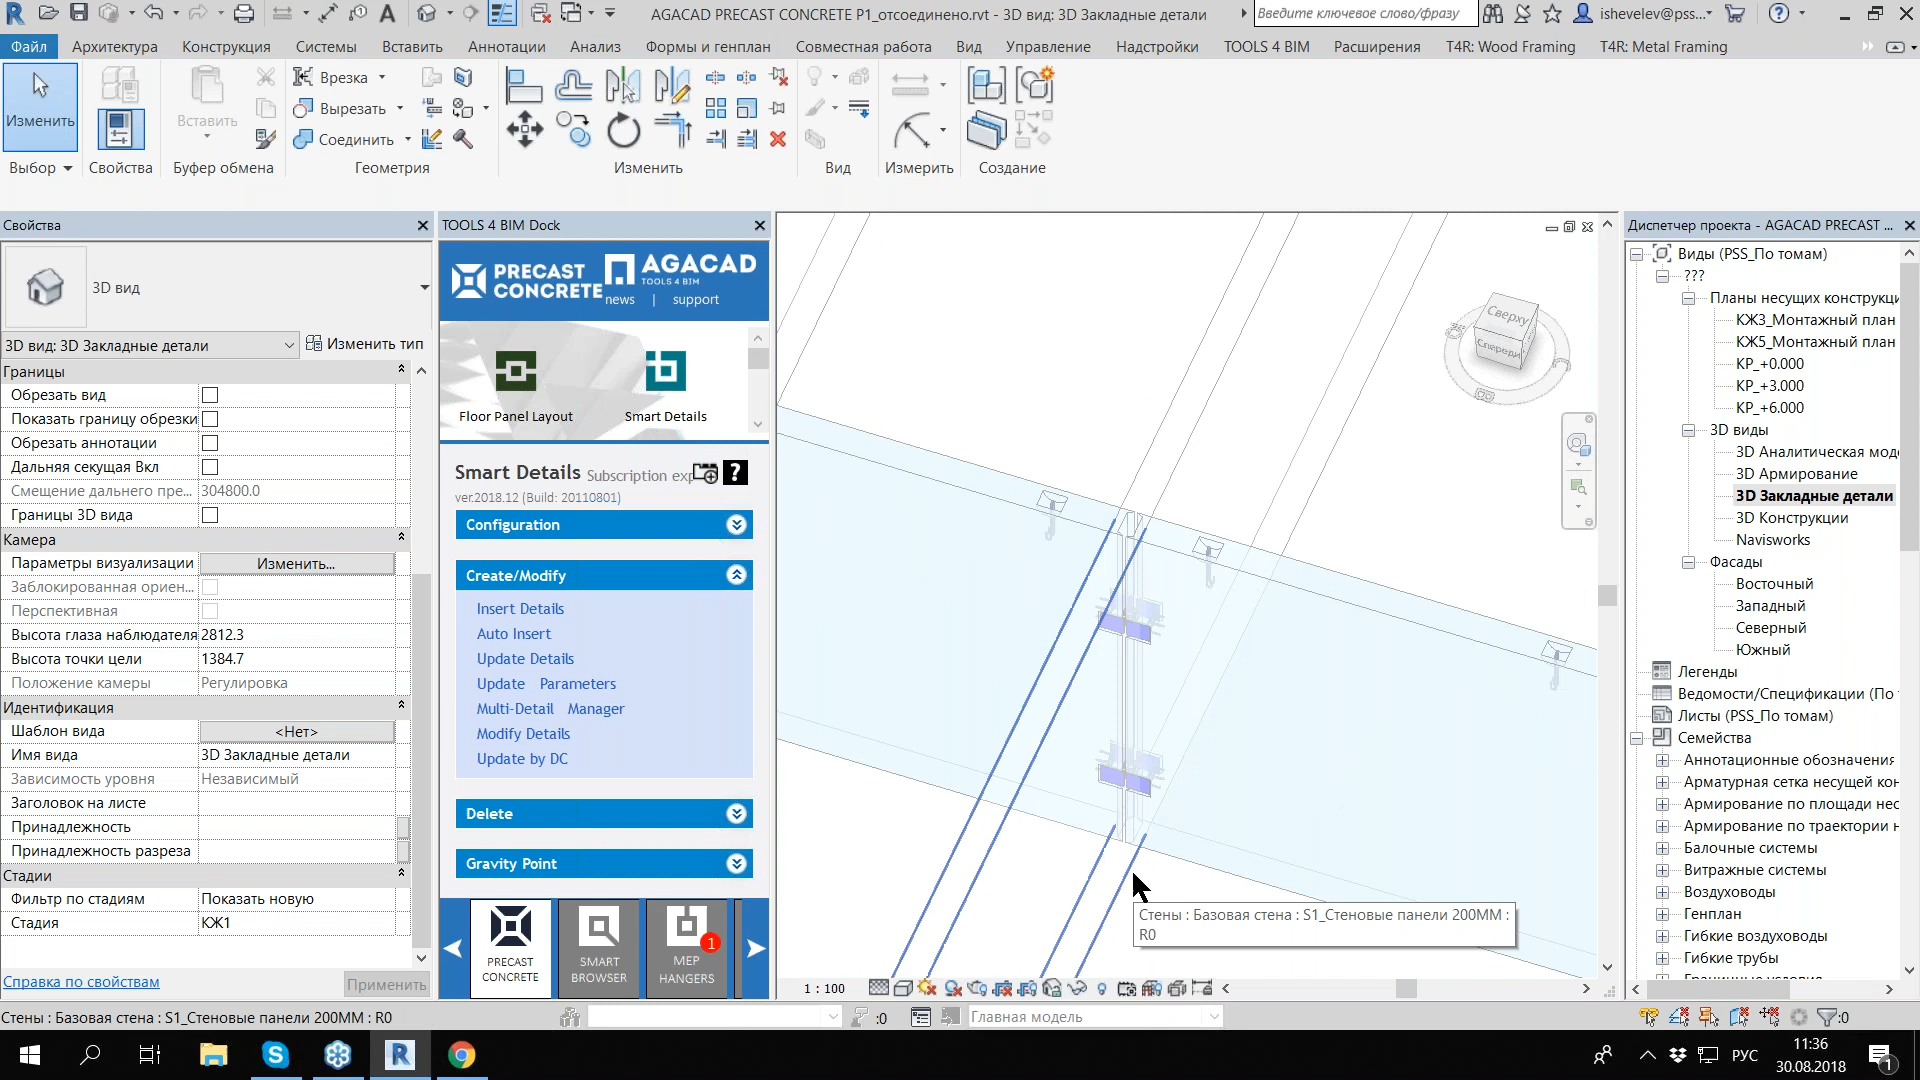 AGACAD PRECAST CONCRETE P1_отсоединено.rvt - 3D вид: 3D Закладные детали
Введите ключевое слово/фразу
ishevelev@pss...
Файл Архитектура Конструкция Системы Вставить Аннотации Анализ Формы и генплан Совместная работа Вид Управление Надстройки TOOLS 4 BIM Расширения T4R: Wood Framing T4R: Metal Framing
Изменить
Вставить
Врезка
Вырезать
Соединить
Выбор Свойства Буфер обмена Геометрия Изменить Вид Измерить Создание
Свойства
3D вид
3D вид: 3D Закладные детали
Изменить тип
Границы
Обрезать вид
Показать границу обрезки
Обрезать аннотации
Дальняя секущая Вкл
Смещение дальнего пре... 304800.0
Границы 3D вида
Камера
Параметры визуализации Изменить...
Заблокированная ориен...
Перспективная
Высота глаза наблюдателя 2812.3
Высота точки цели 1384.7
Положение камеры Регулировка
Идентификация
Шаблон вида <Нет>
Имя вида 3D Закладные детали
Зависимость уровня Независимый
Заголовок на листе
Принадлежность
Принадлежность разреза
Стадии
Фильтр по стадиям Показать новую
Стадия КЖ1
Справка по свойствам
Применить
TOOLS 4 BIM Dock
PRECAST CONCRETE
AGACAD
TOOLS 4 BIM
news | support
Floor Panel Layout
Smart Details
Smart Details Subscription exp
?
ver.2018.12 (Build: 20110801)
Configuration
Create/Modify
Insert Details
Auto Insert
Update Details
Update Parameters
Multi-Detail Manager
Modify Details
Update by DC
Delete
Gravity Point
PRECAST CONCRETE
SMART BROWSER
1
MEP HANGERS
Сверху
Спереди
Стены : Базовая стена : S1_Стеновые панели 200ММ :
R0
1 : 100
Диспетчер проекта - AGACAD PRECAST ...
Виды (PSS_По томам)
???
Планы несущих конструкци
КЖ3_Монтажный план
КЖ5_Монтажный план
КР_+0.000
КР_+3.000
КР_+6.000
3D виды
3D Аналитическая мод
3D Армирование
3D Закладные детали
3D Конструкции
Navisworks
Фасады
Восточный
Западный
Северный
Южный
Легенды
Ведомости/Спецификации (По
Листы (PSS_По томам)
Семейства
Аннотационные обозначения
Арматурная сетка несущей кон
Армирование по площади нес
Армирование по траектории н
Балочные системы
Витражные системы
Воздуховоды
Генплан
Гибкие воздуховоды
Гибкие трубы
Стены : Базовая стена : S1_Стеновые панели 200ММ : R0
:0
Главная модель
:0
РУС
11:36
30.08.2018
1